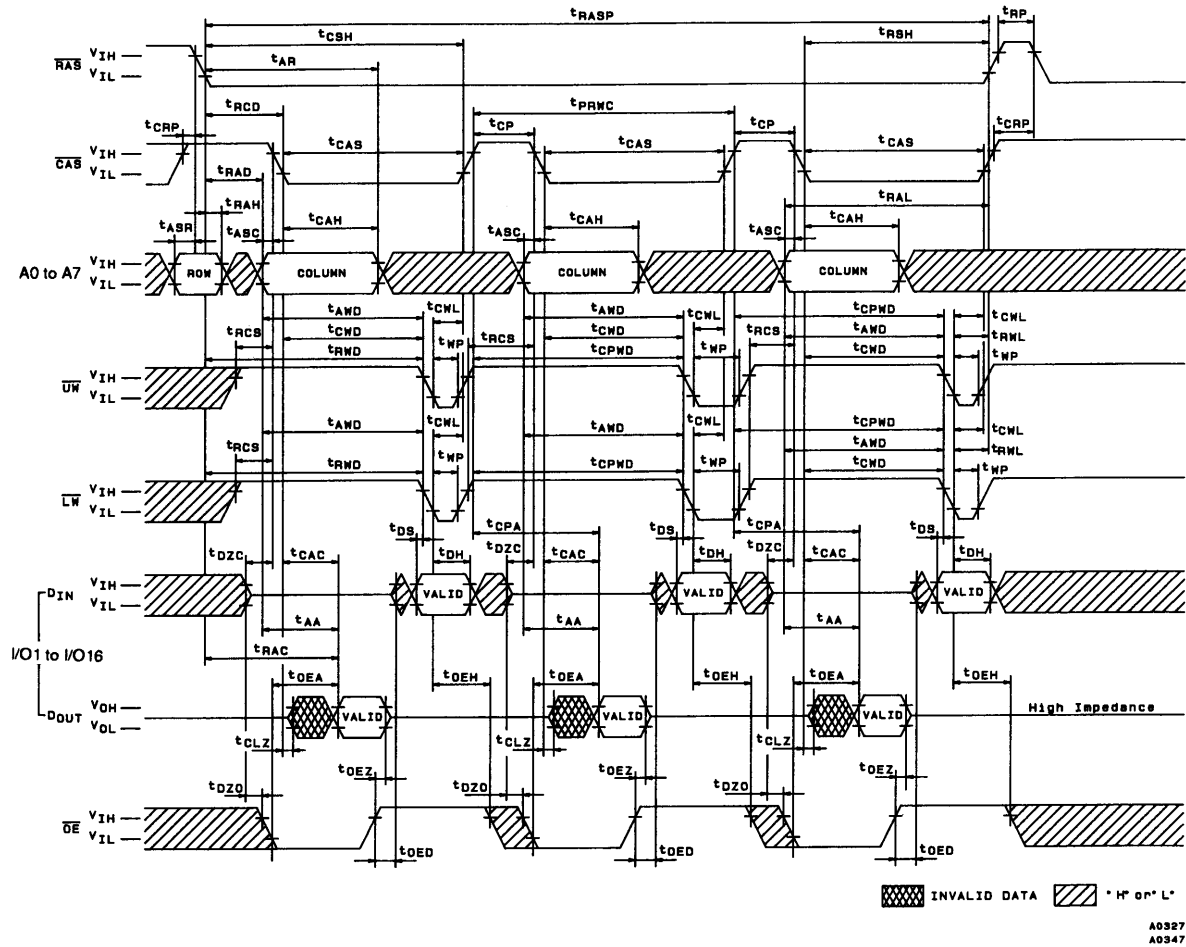 tRASP tRP
tCSH tRSH
RAS VIH
VIL
tAR
tRCD tPRWC
tCRP tCP tCP tCRP
CAS VIH
VIL
tCAS tCAS tCAS
tRAD tRAL
tRAH
tASR tASC tCAH tASC tCAH tASC tCAH
A0 to A7 VIH
VIL
ROW COLUMN COLUMN COLUMN
tAWD tCWL tAWD tCWL tCPWD tCWL
tRCS tCWD tRCS tCWD tRCS tAWD tRWL
tRWD tWP tCPWD tWP tCWD tWP
UW VIH
VIL
tAWD tCWL tAWD tCWL tCPWD tCWL
tRCS tAWD tRWL
tRWD tWP tCPWD tWP tCWD tWP
LW VIH
VIL
tDS tCPA tDS tCPA tDS
tDZC tCAC tDH tDZC tCAC tDH tDZC tCAC tDH
DIN VIH
VIL
VALID VALID VALID
tAA tAA tAA
tRAC
I/O1 to I/O16
tOEA tOEH tOEA tOEH tOEA tOEH
DOUT VOH
VOL
VALID VALID VALID High Impedance
tCLZ tCLZ tCLZ
tOEZ tOEZ tOEZ
tDZO tDZO tDZO
OE VIH
VIL
tOED tOED tOED
INVALID DATA "H" or "L"
A0327
A0347